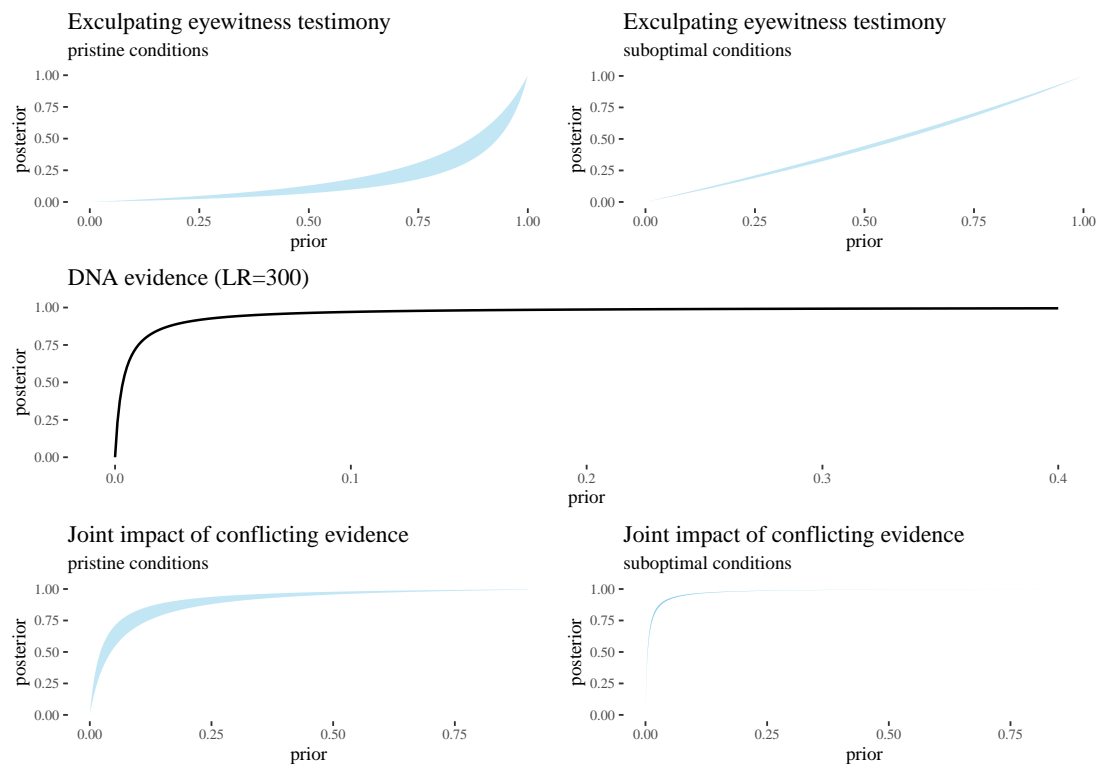 Exculpating eyewitness testimony
pristine conditions
1.00
0.75
0.50
0.25
0.00
posterior
0.00 0.25 0.50 0.75 1.00
prior
Exculpating eyewitness testimony
suboptimal conditions
1.00
0.75
0.50
0.25
0.00
posterior
0.00 0.25 0.50 0.75 1.00
prior
DNA evidence (LR=300)
1.00
0.75
0.50
0.25
0.00
posterior
0.0 0.1 0.2 0.3 0.4
prior
Joint impact of conflicting evidence
pristine conditions
1.00
0.75
0.50
0.25
0.00
posterior
0.00 0.25 0.50 0.75
prior
Joint impact of conflicting evidence
suboptimal conditions
1.00
0.75
0.50
0.25
0.00
posterior
0.00 0.25 0.50 0.75
prior